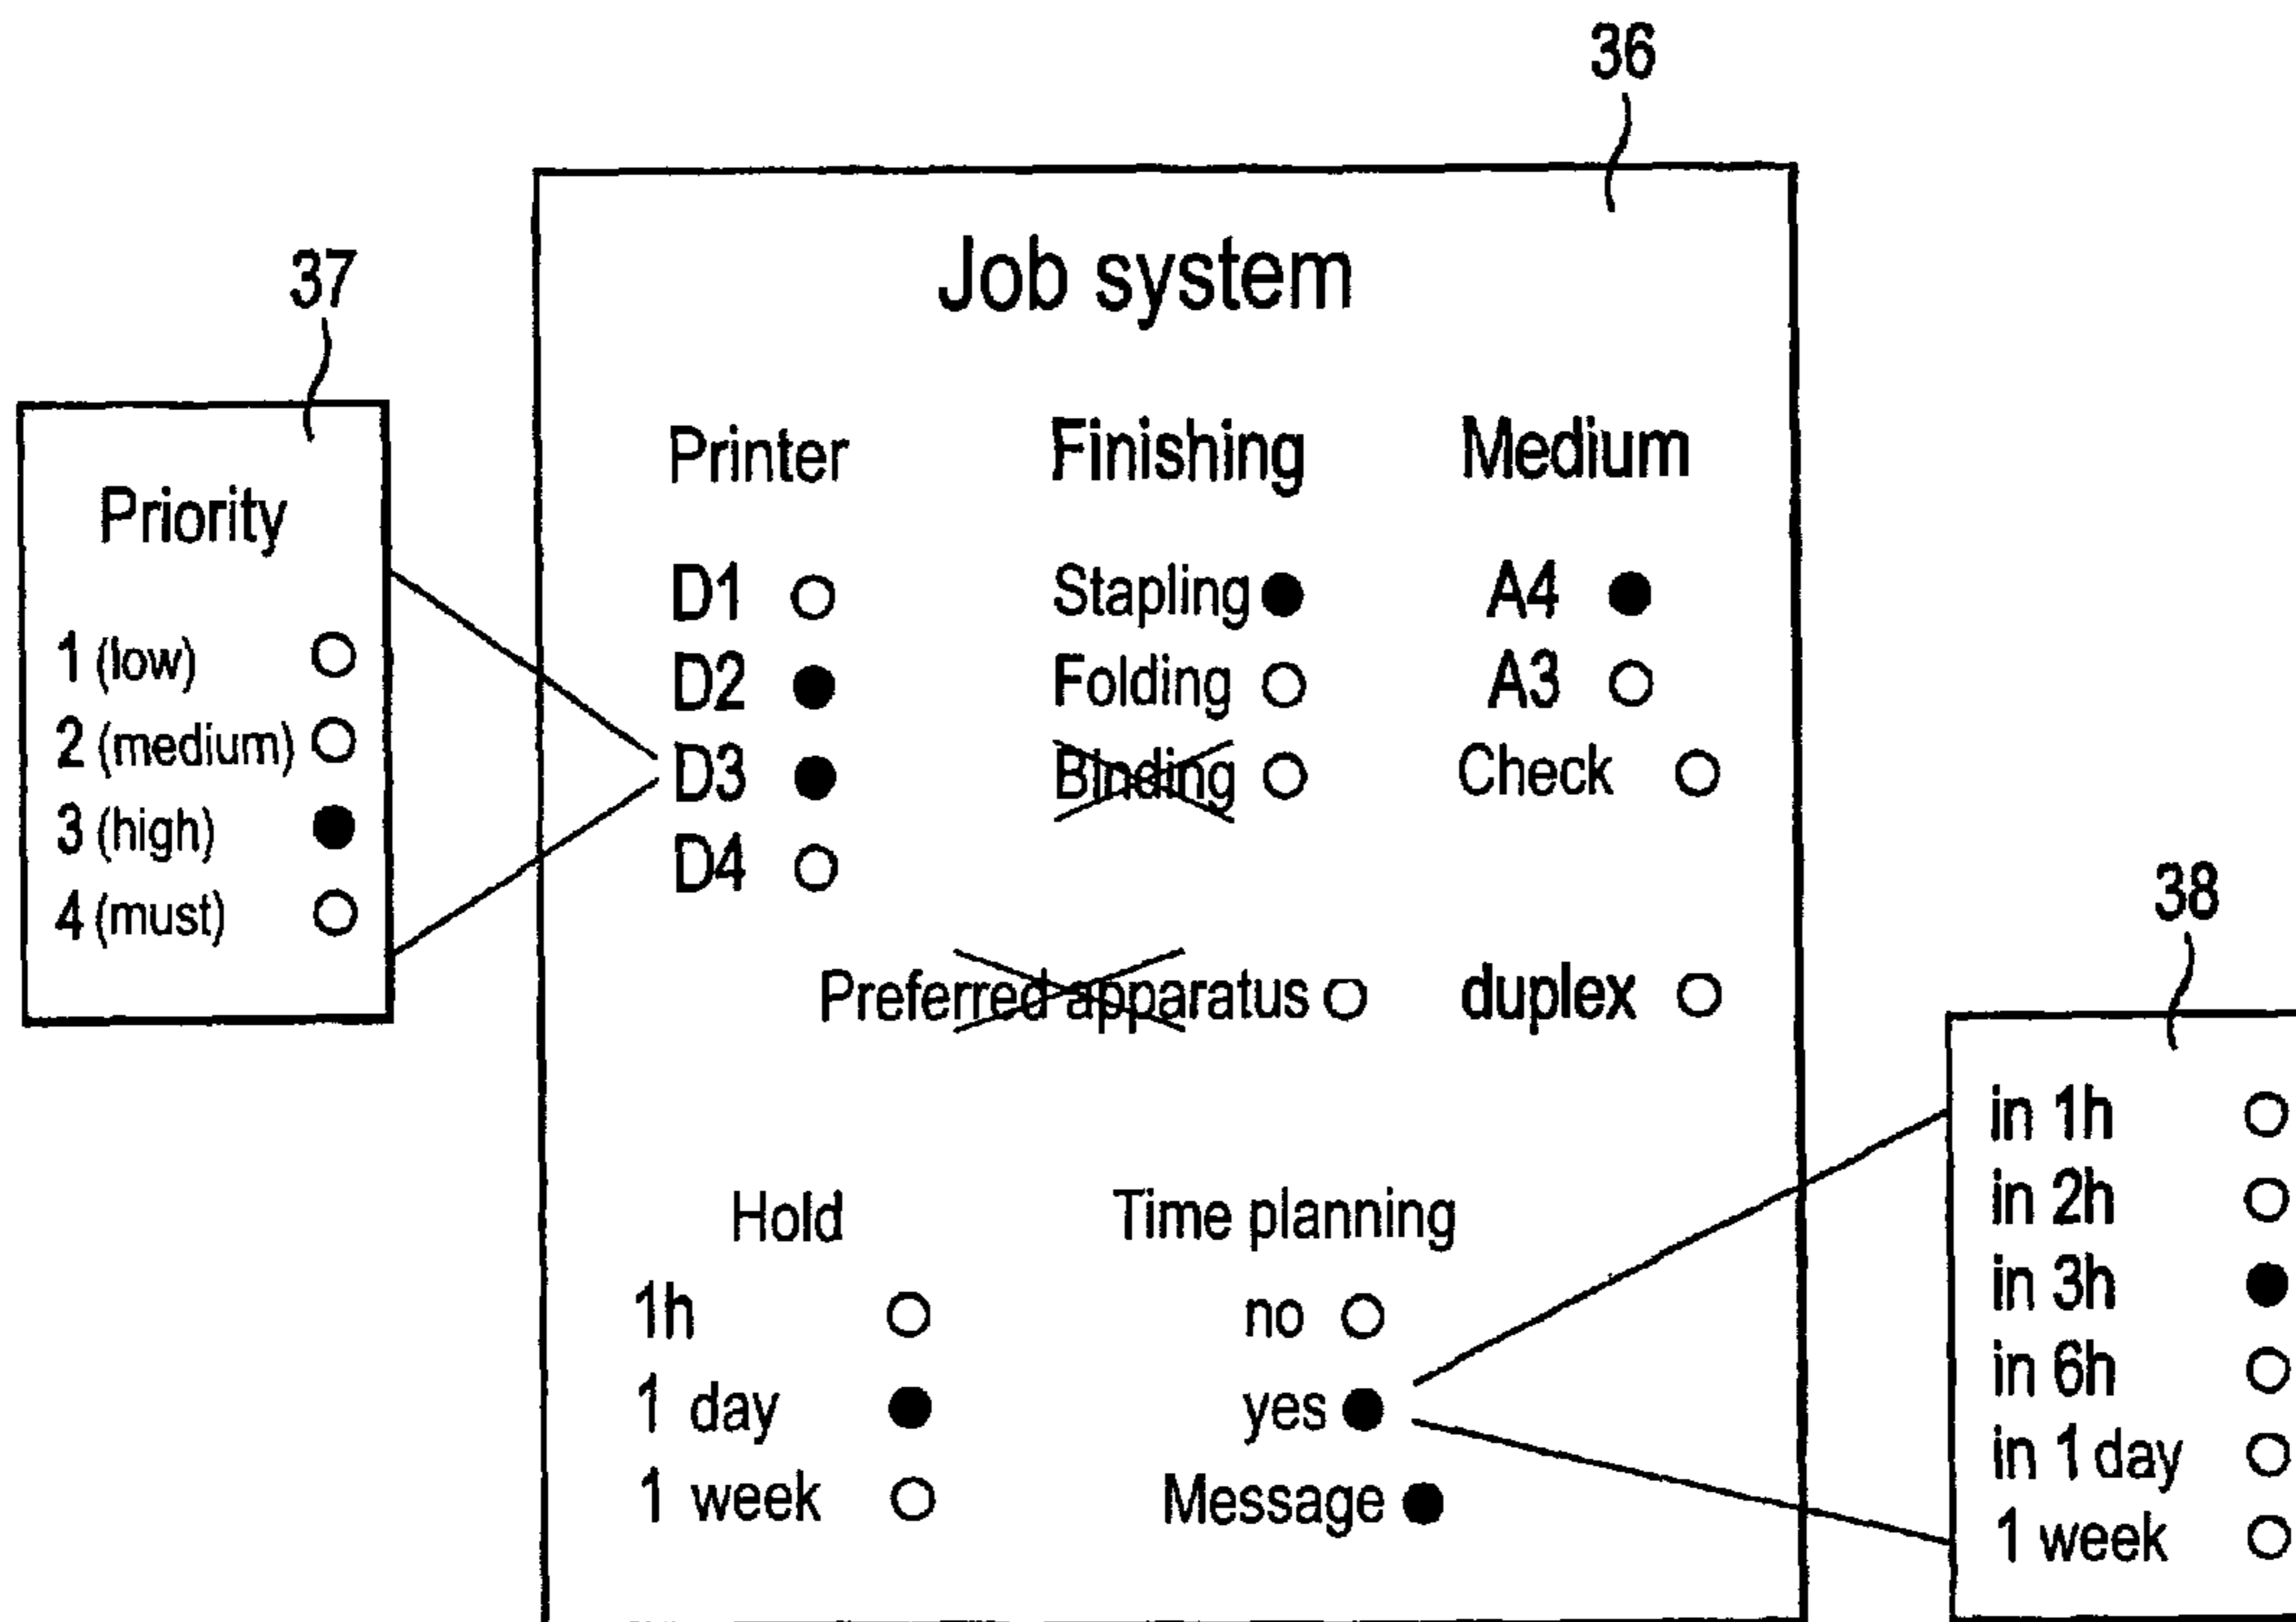 36
Job system
37
Priority
1 (low)
2 (medium)
3 (high)
4 (must)
Printer
D1
D2
D3
D4
Finishing
Stapling
Folding
Binding
Medium
A4
A3
Check
Preferred apparatus
duplex
Hold
1h
1 day
1 week
Time planning
no
yes
Message
38
in 1h
in 2h
in 3h
in 6h
in 1 day
1 week